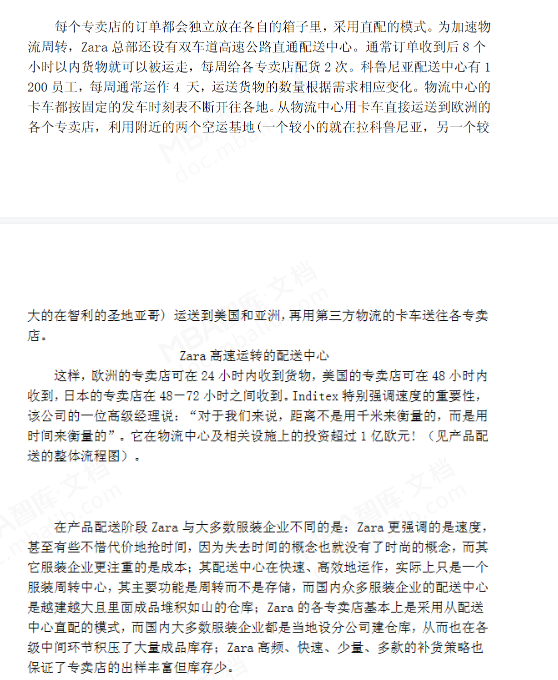 每个专卖店的订单都会独立放在各自的箱子里，采用直配的模式。为加速物
流周转，Zara 总部还设有双车道高速公路直通配送中心。通常订单收到后 8 个
小时以内货物就可以被运走，每周给各专卖店配货 2 次。科鲁尼亚配送中心有 1
200 员工，每周通常运作 4 天，运送货物的数量根据需求相应变化。物流中心的
卡车都按固定的发车时刻表不断开往各地。从物流中心用卡车直接运送到欧洲的
各个专卖店，利用附近的两个空运基地(一个较小的就在拉科鲁尼亚，另一个较
大的在智利的圣地亚哥) 运送到美国和亚洲，再用第三方物流的卡车送往各专卖
店。
Zara 高速运转的配送中心
这样，欧洲的专卖店可在 24 小时内收到货物，美国的专卖店可在 48 小时内
收到，日本的专卖店在 48—72 小时之间收到。Inditex 特别强调速度的重要性，
该公司的一位高级经理说：“对于我们来说，距离不是用千米来衡量的，而是用
时间来衡量的”。它在物流中心及相关设施上的投资超过 1 亿欧元！（见产品配
送的整体流程图）。
在产品配送阶段 Zara 与大多数服装企业不同的是：Zara 更强调的是速度，
甚至有些不惜代价地抢时间，因为失去时间的概念也就没有了时尚的概念，而其
它服装企业更注重的是成本；其配送中心在快速、高效地运作，实际上只是一个
服装周转中心，其主要功能是周转而不是存储，而国内众多服装企业的配送中心
是越建越大且里面成品堆积如山的仓库；Zara 的各专卖店基本上是采用从配送
中心直配的模式，而国内大多数服装企业都是当地设分公司建仓库，从而也在各
级中间环节积压了大量成品库存；Zara 高频、快速、少量、多款的补货策略也
保证了专卖店的出样丰富但库存少。